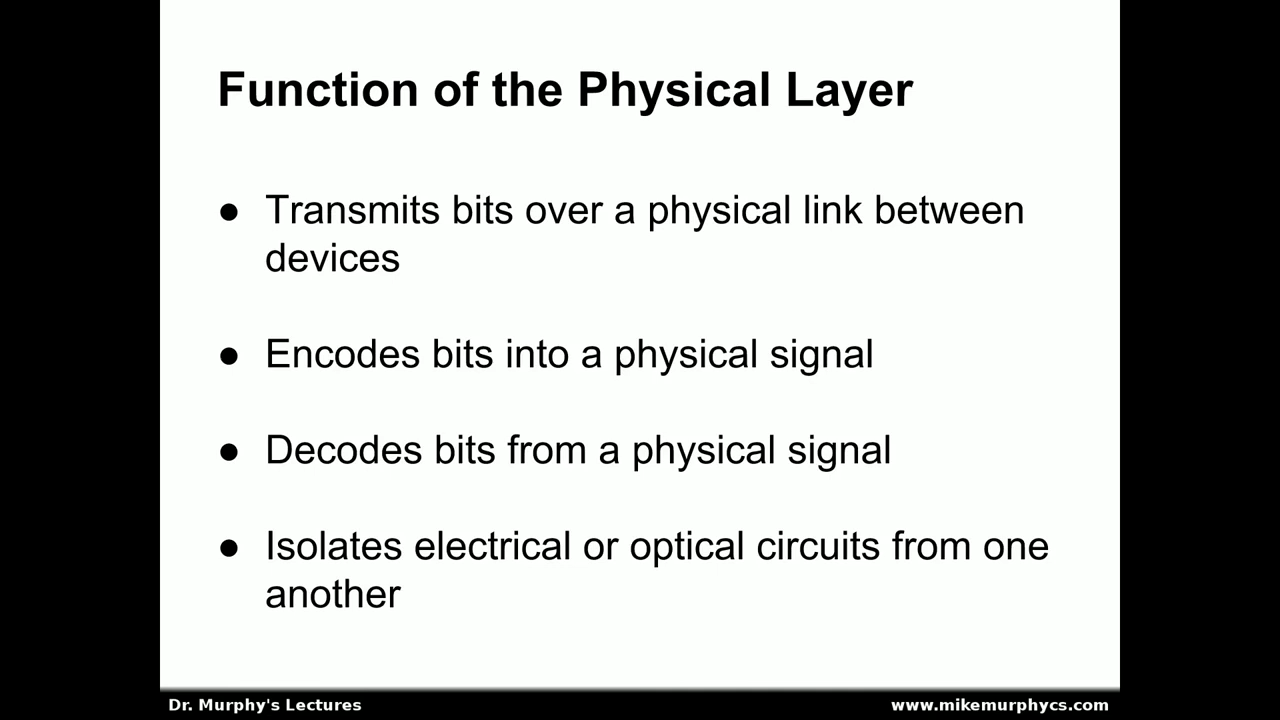 Function of the Physical Layer
● Transmits bits over a physical link between
devices
● Encodes bits into a physical signal
● Decodes bits from a physical signal
● Isolates electrical or optical circuits from one
another
Dr. Murphy's Lectures
www.mikemurphycs.com